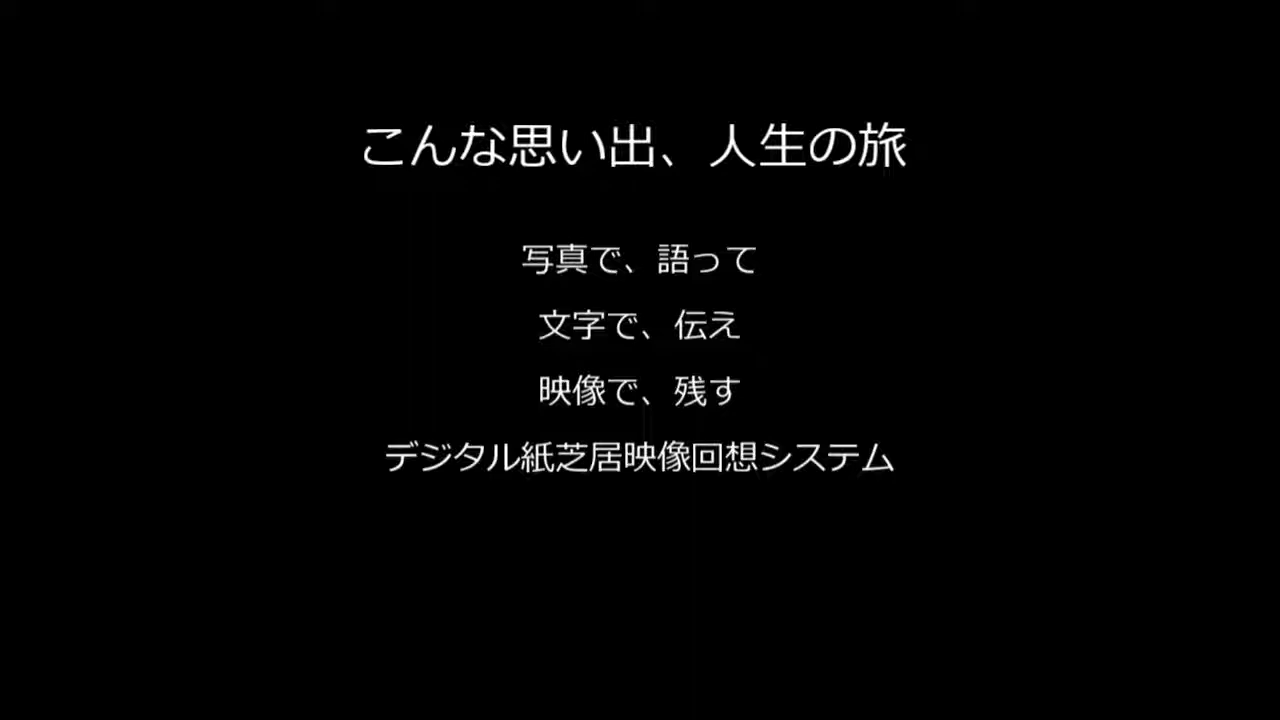 こんな思い出、人生の旅
写真で、語って
文字で、伝え
映像で、残す
デジタル紙芝居映像回想システム